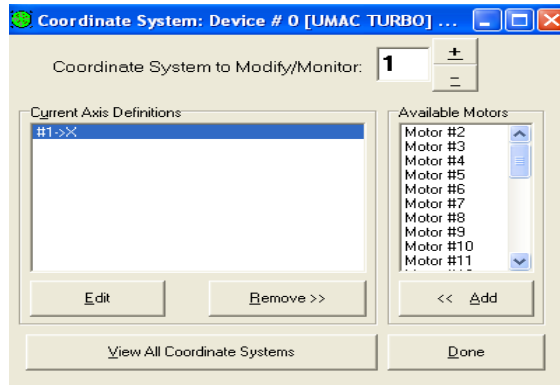 Coordinate System: Device # 0 [UMAC TURBO] ...
Coordinate System to Modify/Monitor: 1
+
-
Current Axis Definitions
#1->X
Available Motors
Motor #2
Motor #3
Motor #4
Motor #5
Motor #6
Motor #7
Motor #8
Motor #9
Motor #10
Motor #11
Edit
Remove >>
<< Add
View All Coordinate Systems
Done